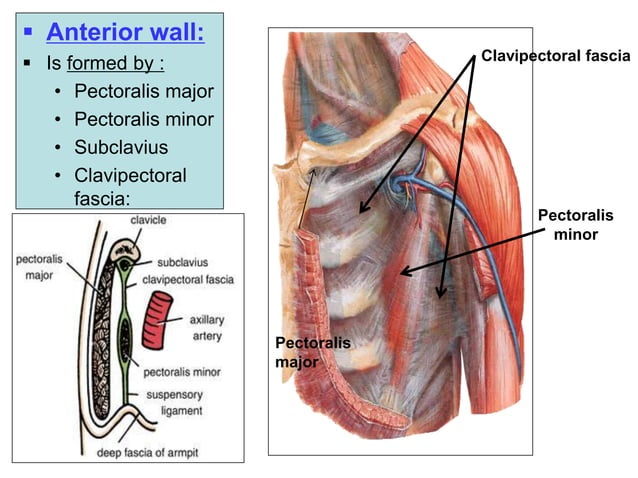 Anterior wall:
Is formed by :
Pectoralis major
Pectoralis minor
Subclavius
Clavipectoral
fascia:
clavicle
pectoralis
major
subclavius
clavipectoral fascia
axillary
artery
pectoralis minor
suspensory
ligament
deep fascia of armpit
Clavipectoral fascia
Pectoralis
minor
Pectoralis
major